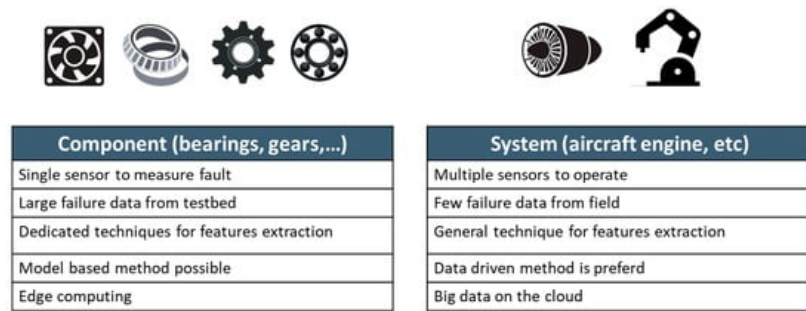 Component (bearings, gears,...)
Single sensor to measure fault
Large failure data from testbed
Dedicated techniques for features extraction
Model based method possible
Edge computing
System (aircraft engine, etc)
Multiple sensors to operate
Few failure data from field
General technique for features extraction
Data driven method is preferd
Big data on the cloud